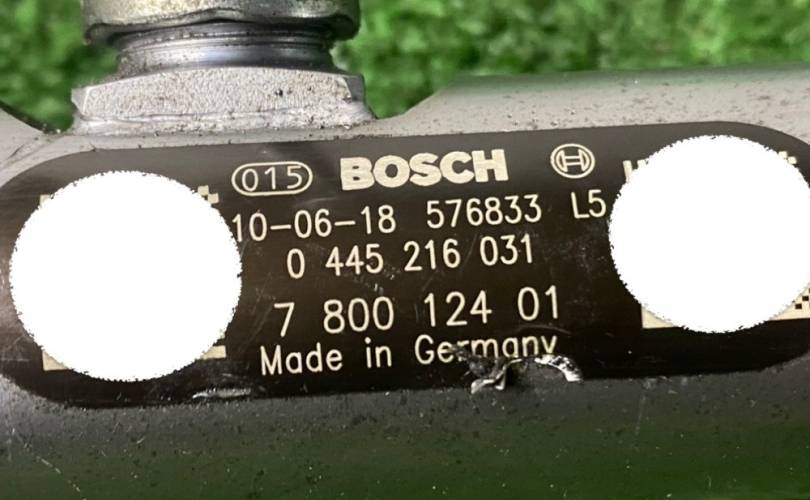 015 BOSCH
10-06-18 576833 L5
0 445 216 031
7 800 124 01
Made in Germany